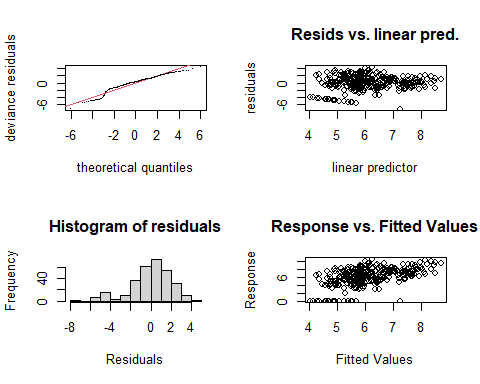 deviance residuals
0
-6
-6
-2
0
2
4
6
theoretical quantiles
Resids vs. linear pred.
residuals
0
-6
4
5
6
7
8
linear predictor
Histogram of residuals
Frequency
40
0
-8
-4
0
2
4
Residuals
Response vs. Fitted Values
Response
6
0
4
5
6
7
8
Fitted Values